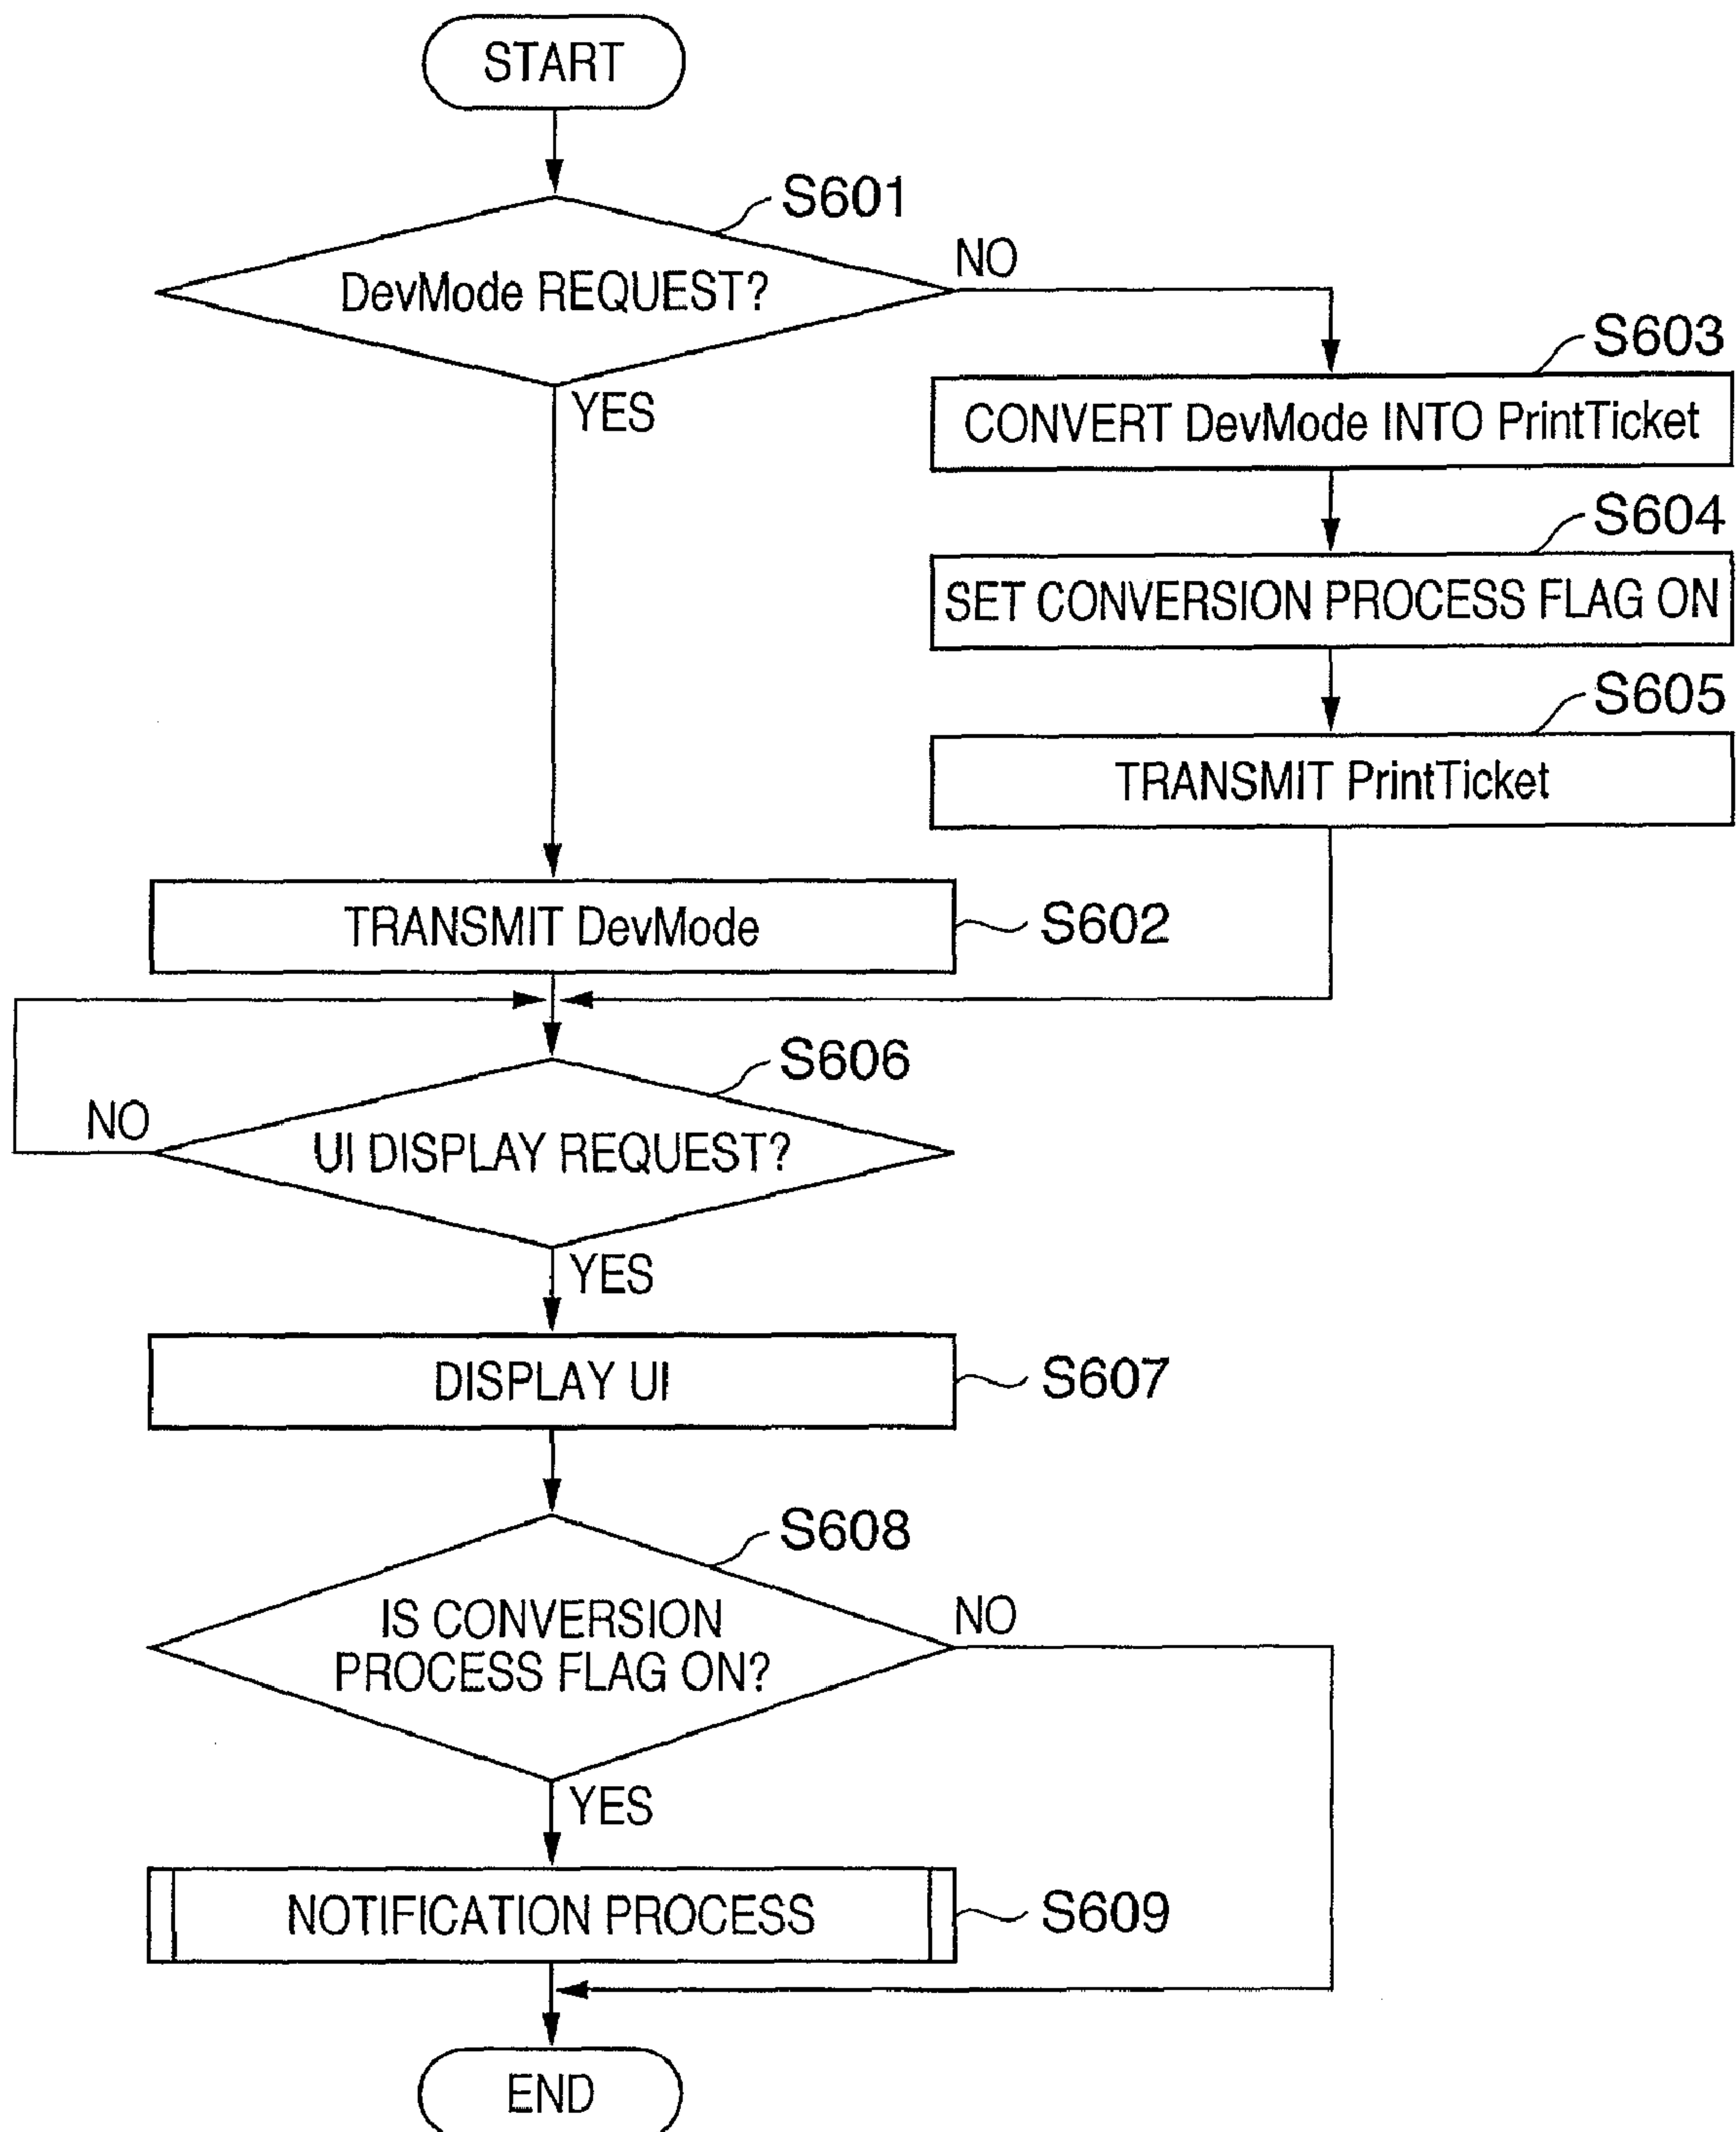 START
S601
DevMode REQUEST?
NO
YES
S603
CONVERT DevMode INTO PrintTicket
S604
SET CONVERSION PROCESS FLAG ON
S605
TRANSMIT PrintTicket
TRANSMIT DevMode
S602
S606
NO
UI DISPLAY REQUEST?
YES
DISPLAY UI
S607
S608
IS CONVERSION
PROCESS FLAG ON?
NO
YES
NOTIFICATION PROCESS
S609
END